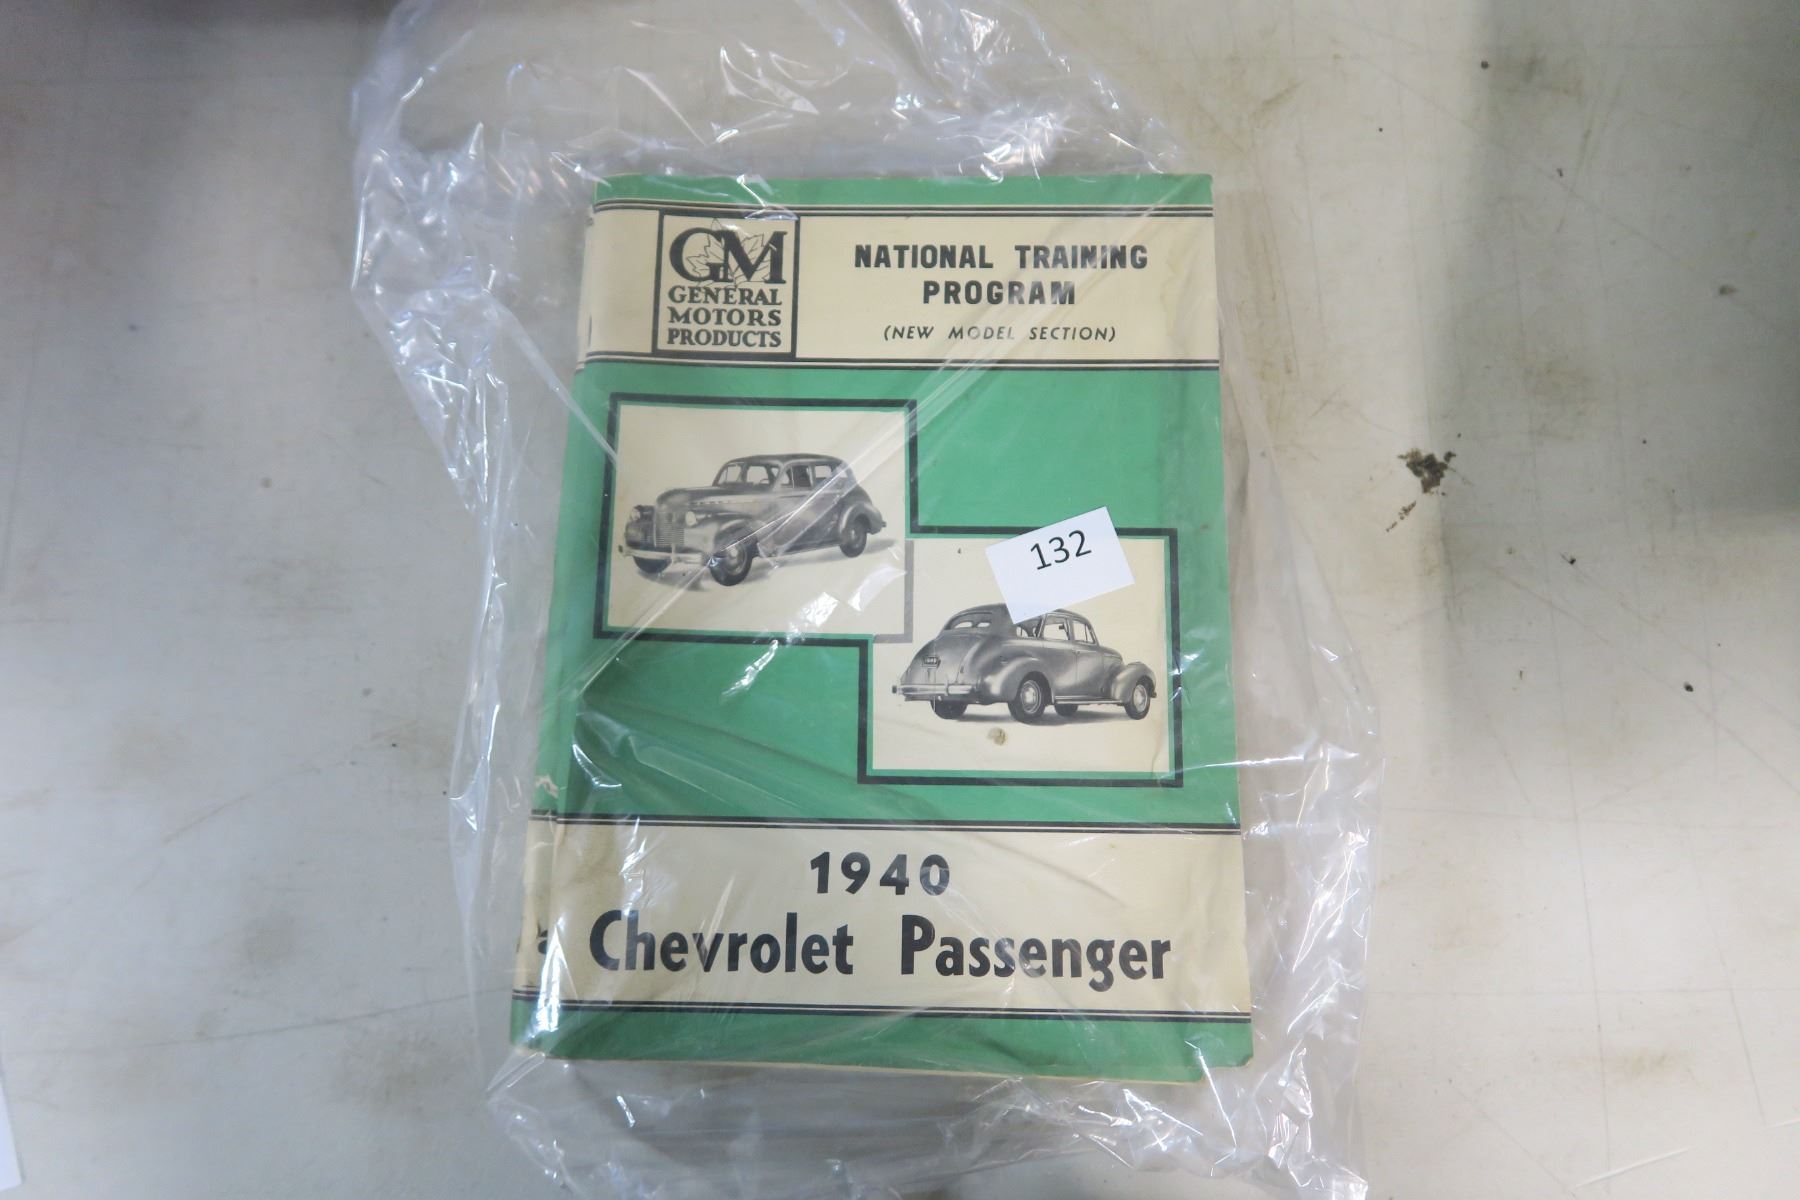 GM
GENERAL
MOTORS
PRODUCTS
NATIONAL TRAINING
PROGRAM
(NEW MODEL SECTION)
132
1940
Chevrolet Passenger